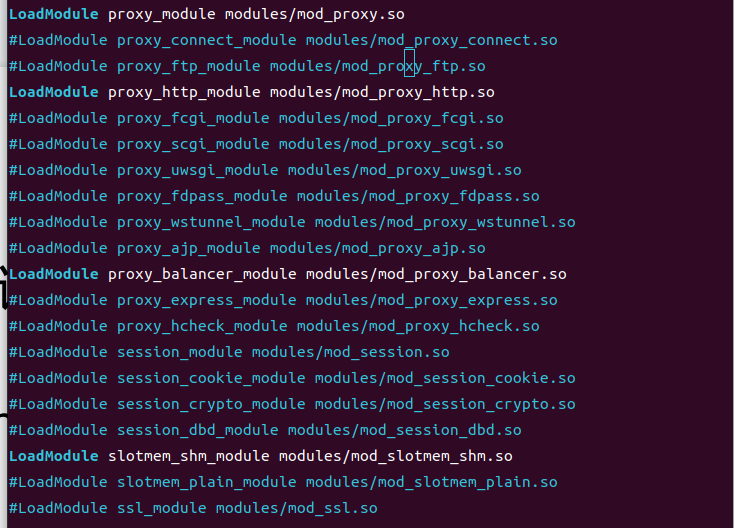 LoadModule proxy_module modules/mod_proxy.so
#LoadModule proxy_connect_module modules/mod_proxy_connect.so
#LoadModule proxy_ftp_module modules/mod_proxy_ftp.so
LoadModule proxy_http_module modules/mod_proxy_http.so
#LoadModule proxy_fcgi_module modules/mod_proxy_fcgi.so
#LoadModule proxy_scgi_module modules/mod_proxy_scgi.so
#LoadModule proxy_uwsgi_module modules/mod_proxy_uwsgi.so
#LoadModule proxy_fdpass_module modules/mod_proxy_fdpass.so
#LoadModule proxy_wstunnel_module modules/mod_proxy_wstunnel.so
#LoadModule proxy_ajp_module modules/mod_proxy_ajp.so
LoadModule proxy_balancer_module modules/mod_proxy_balancer.so
#LoadModule proxy_express_module modules/mod_proxy_express.so
#LoadModule proxy_hcheck_module modules/mod_proxy_hcheck.so
#LoadModule session_module modules/mod_session.so
#LoadModule session_cookie_module modules/mod_session_cookie.so
#LoadModule session_crypto_module modules/mod_session_crypto.so
#LoadModule session_dbd_module modules/mod_session_dbd.so
LoadModule slotmem_shm_module modules/mod_slotmem_shm.so
#LoadModule slotmem_plain_module modules/mod_slotmem_plain.so
#LoadModule ssl_module modules/mod_ssl.so